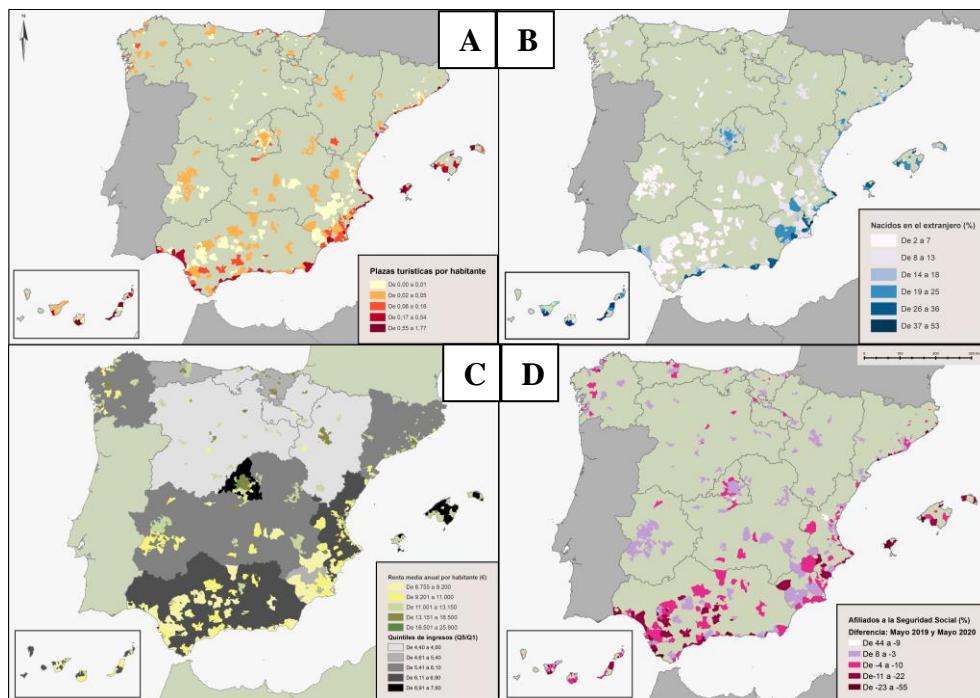 N
A
B
Plazas turísticas por habitante
De 0,00 a 0,01
De 0,02 a 0,05
De 0,06 a 0,16
De 0,17 a 0,54
De 0,55 a 1,77
Nacidos en el extranjero (%)
De 2 a 7
De 8 a 13
De 14 a 18
De 19 a 25
De 26 a 36
De 37 a 53
C
D
Renta media anual por habitante (€)
De 6.755 a 9.200
De 9.201 a 11.000
De 11.001 a 13.150
De 13.151 a 16.500
De 16.501 a 25.900
Quintiles de ingresos (Q5/Q1)
De 4,40 a 4,60
De 4,61 a 5,40
De 5,41 a 6,10
De 6,11 a 6,90
De 6,91 a 7,60
Afiliados a la Seguridad Social (%)
Diferencia: Mayo 2019 y Mayo 2020
De 44 a -9
De 8 a -3
De -4 a -10
De-11 a -22
De -23 a -55